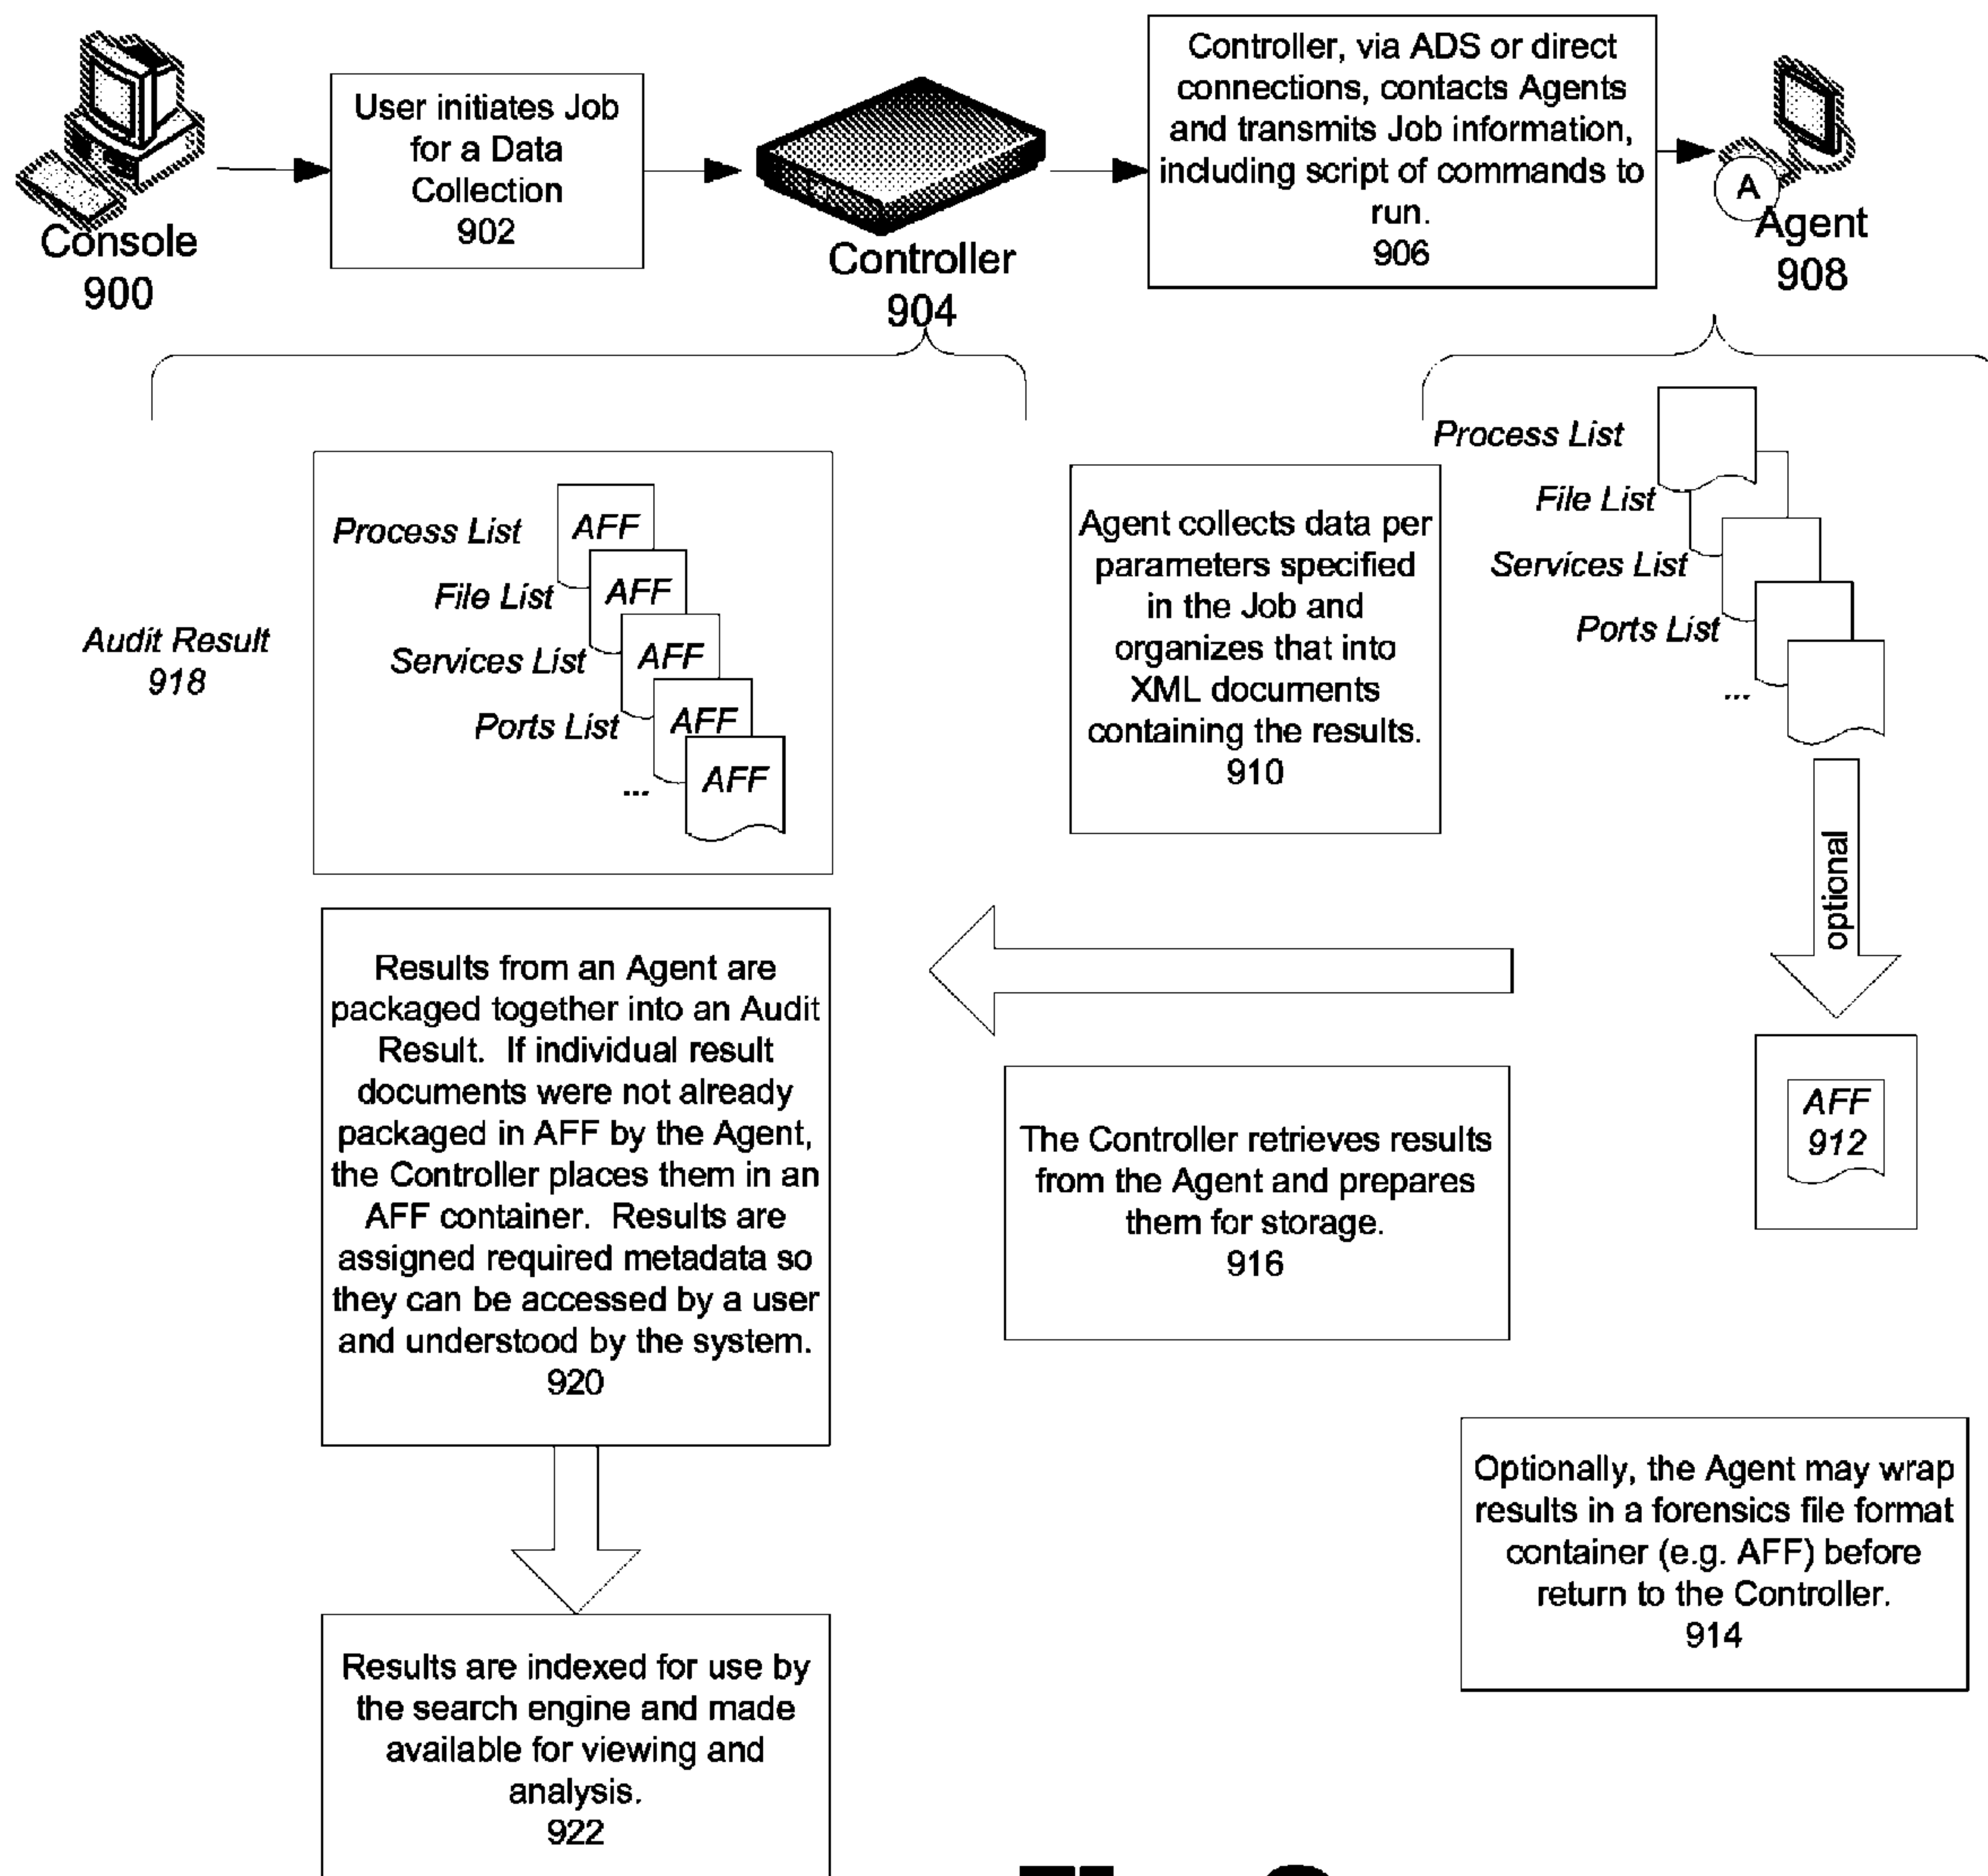 Console
900
User initiates Job
for a Data
Collection
902
Controller
904
Controller, via ADS or direct
connections, contacts Agents
and transmits Job information,
including script of commands to
run.
906
A
Agent
908
Audit Result
918
Process List
File List
Services List
Ports List
...
AFF
AFF
AFF
AFF
AFF
Agent collects data per
parameters specified
in the Job and
organizes that into
XML documents
containing the results.
910
Process List
File List
Services List
Ports List
...
optional
AFF
912
Results from an Agent are
packaged together into an Audit
Result. If individual result
documents were not already
packaged in AFF by the Agent,
the Controller places them in an
AFF container. Results are
assigned required metadata so
they can be accessed by a user
and understood by the system.
920
The Controller retrieves results
from the Agent and prepares
them for storage.
916
Optionally, the Agent may wrap
results in a forensics file format
container (e.g. AFF) before
return to the Controller.
914
Results are indexed for use by
the search engine and made
available for viewing and
analysis.
922